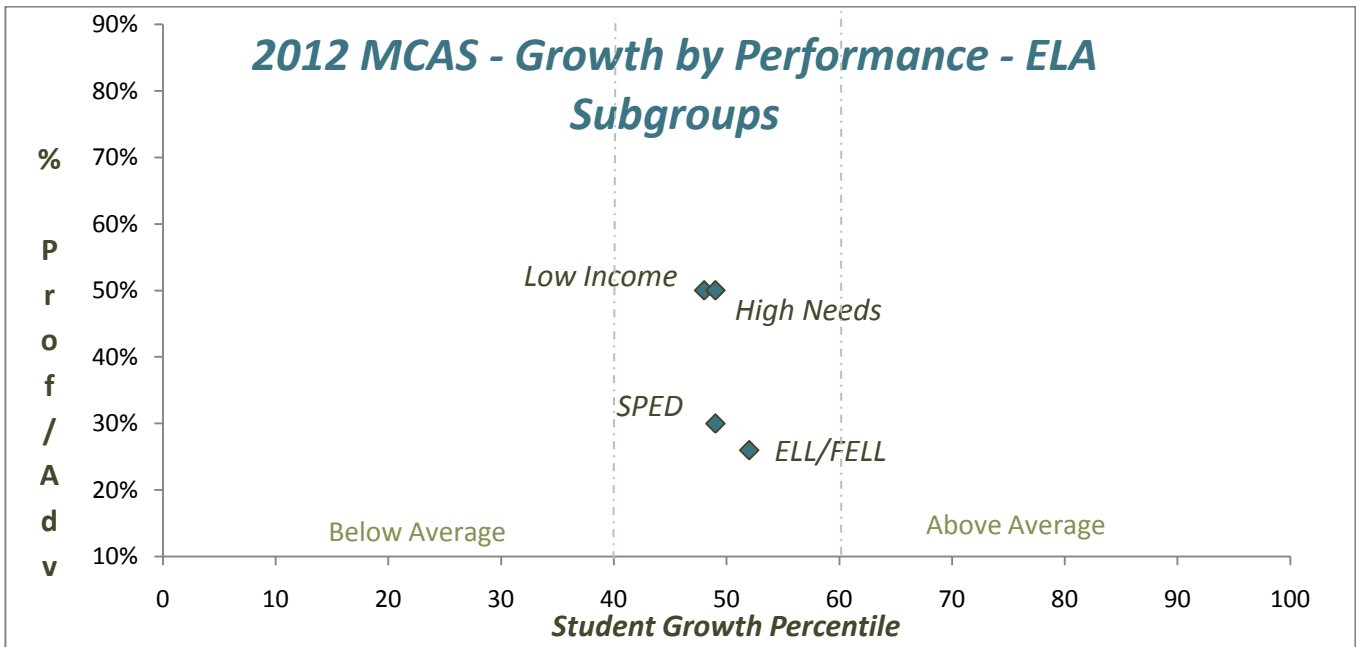 2012 MCAS - Growth by Performance - ELA
Subgroups
% Prof/Adv
90%
80%
70%
60%
50%
40%
30%
20%
10%
Low Income
High Needs
SPED
ELL/FELL
Below Average
Above Average
0 10 20 30 40 50 60 70 80 90 100
Student Growth Percentile